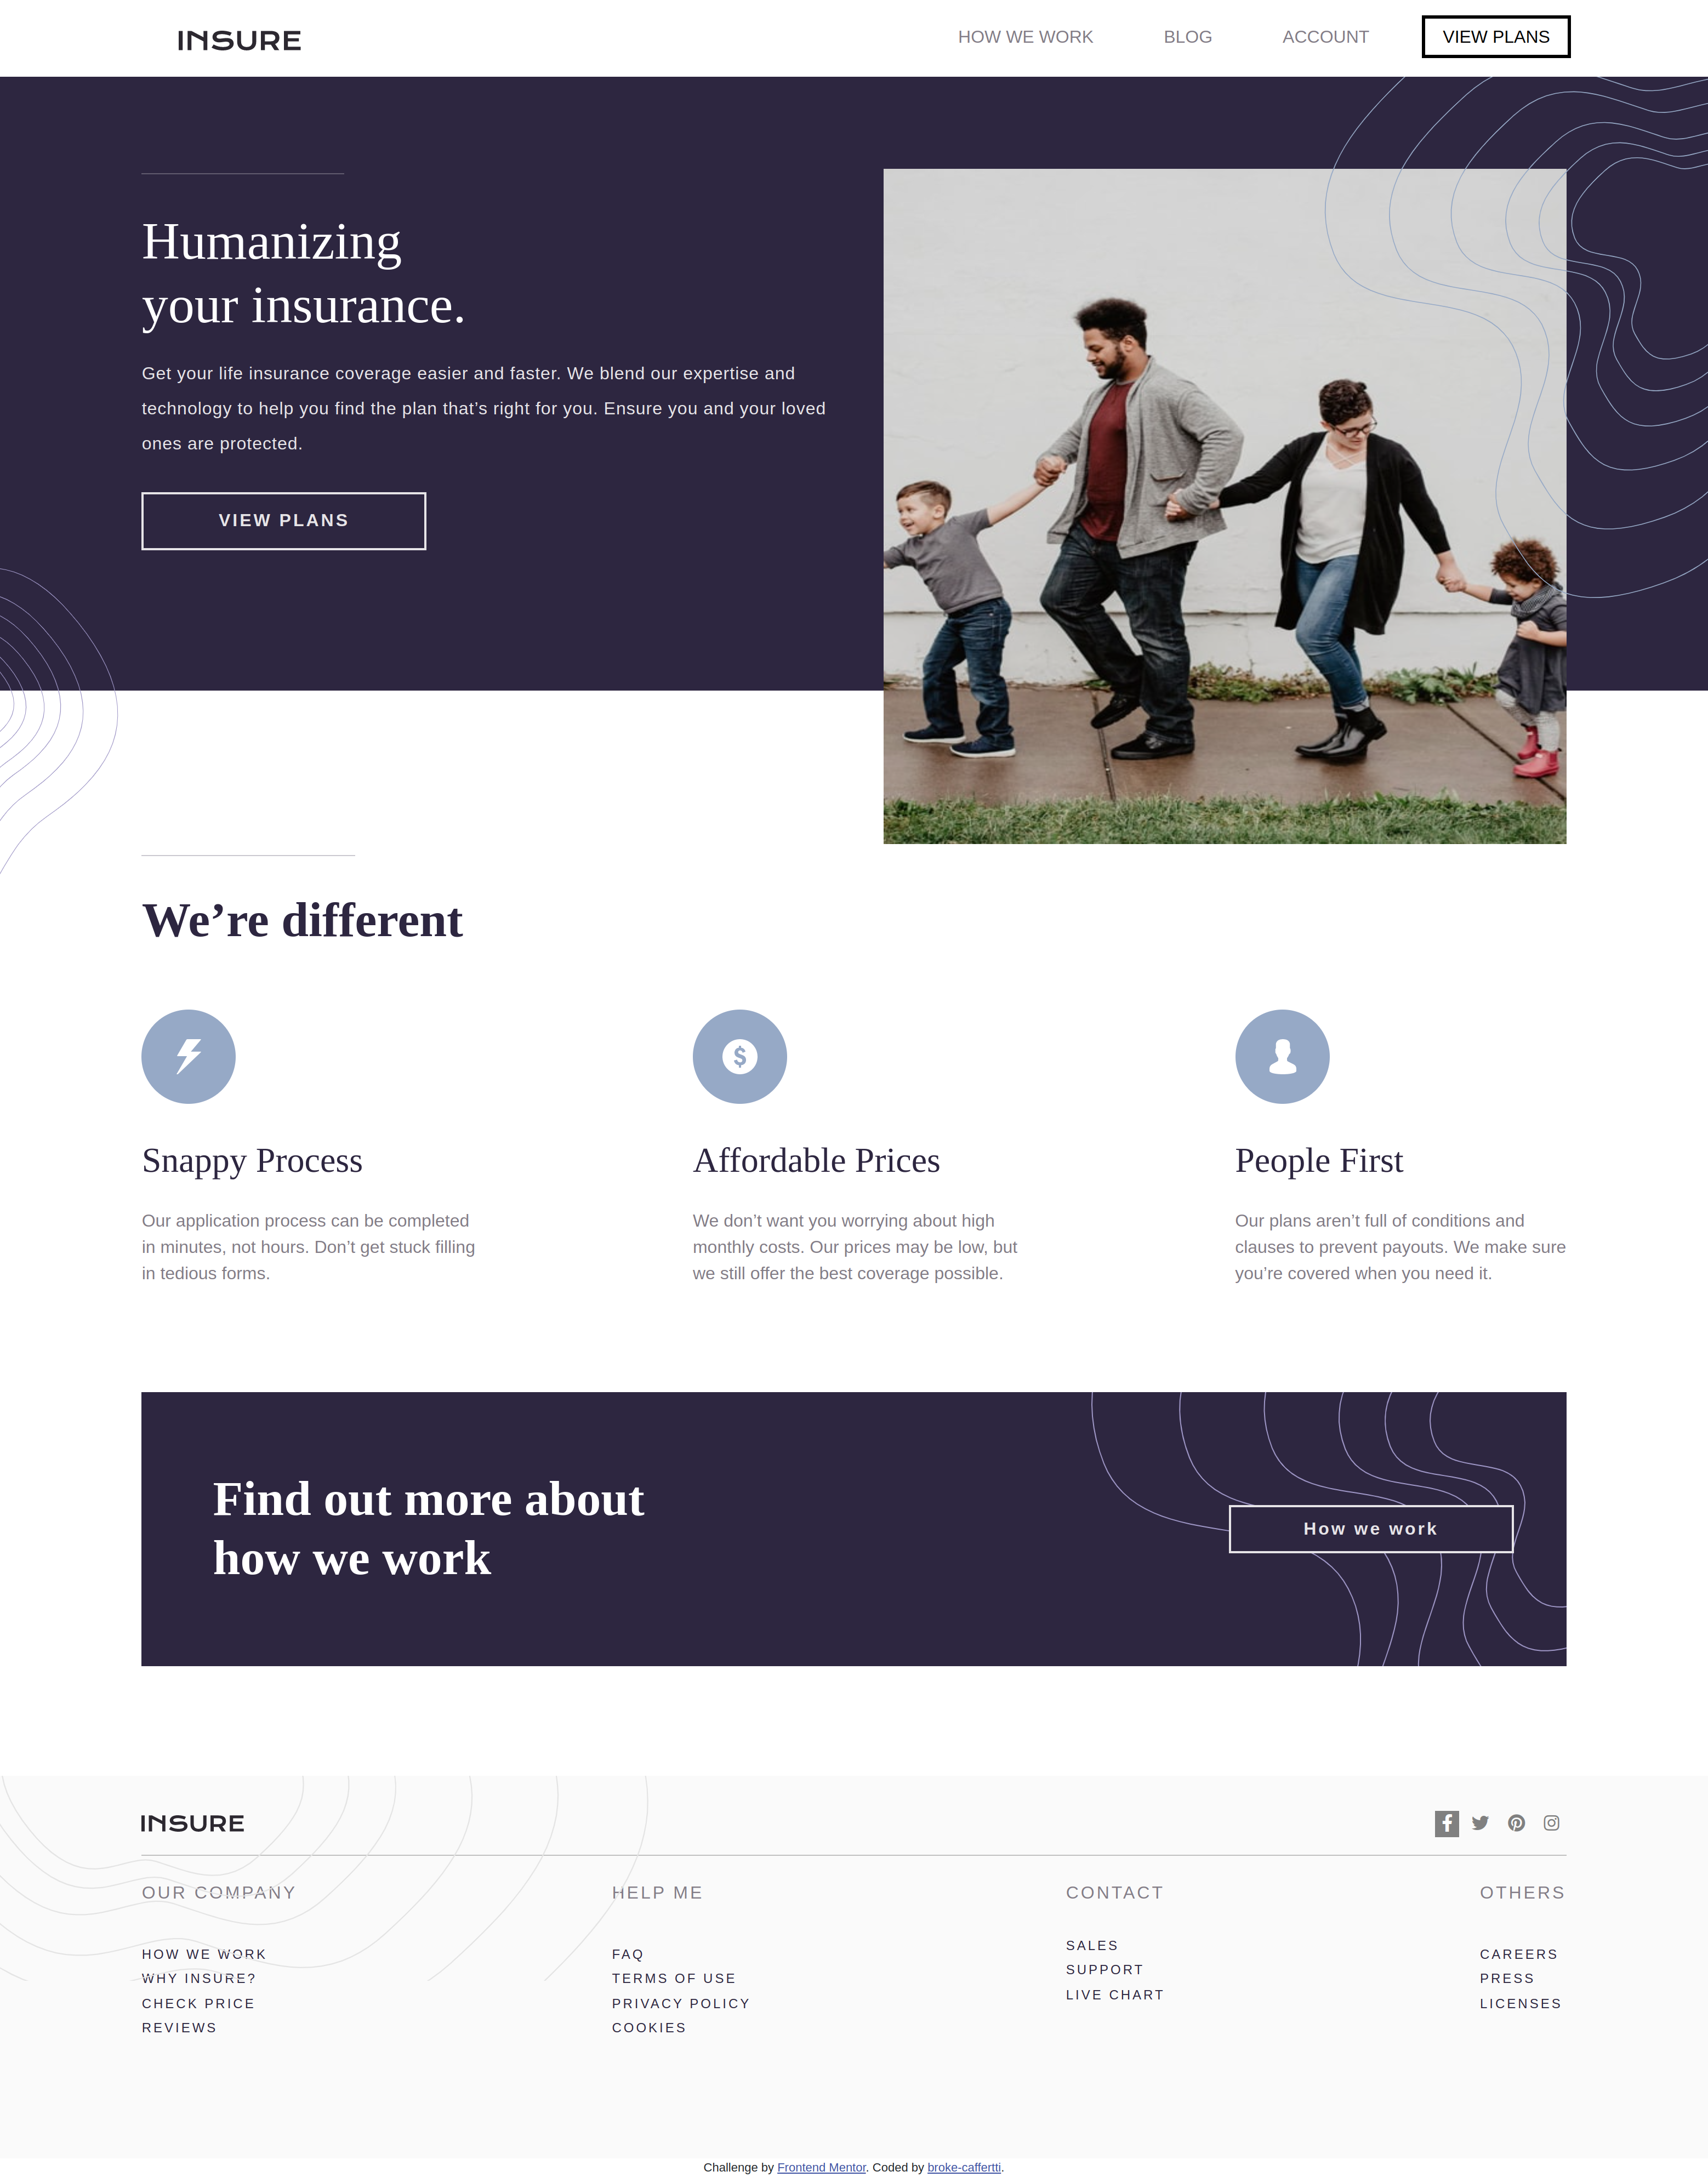 INSURE
HOW WE WORK
BLOG
ACCOUNT
VIEW PLANS
Humanizing
your insurance.
Get your life insurance coverage easier and faster. We blend our expertise and
technology to help you find the plan that’s right for you. Ensure you and your loved
ones are protected.
VIEW PLANS
We’re different
Snappy Process
Our application process can be completed
in minutes, not hours. Don’t get stuck filling
in tedious forms.
Affordable Prices
We don’t want you worrying about high
monthly costs. Our prices may be low, but
we still offer the best coverage possible.
People First
Our plans aren’t full of conditions and
clauses to prevent payouts. We make sure
you’re covered when you need it.
Find out more about
how we work
How we work
INSURE
OUR COMPANY
HOW WE WORK
WHY INSURE?
CHECK PRICE
REVIEWS
HELP ME
FAQ
TERMS OF USE
PRIVACY POLICY
COOKIES
CONTACT
SALES
SUPPORT
LIVE CHART
OTHERS
CAREERS
PRESS
LICENSES
Challenge by Frontend Mentor. Coded by broke-caffertti.